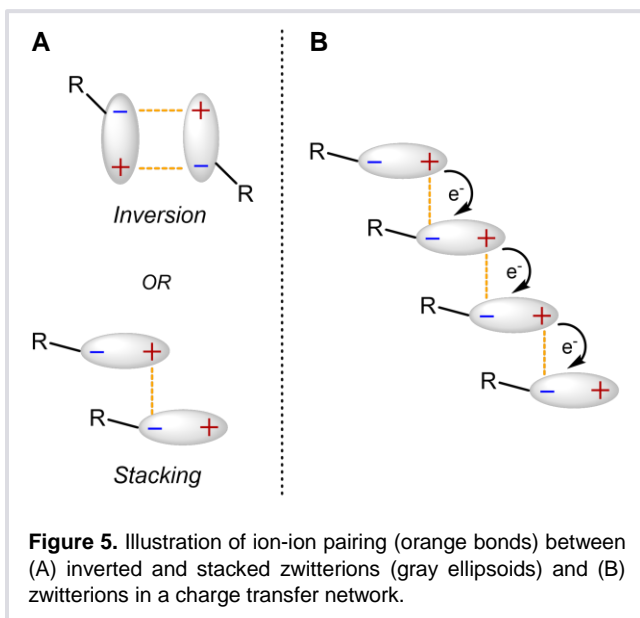 A
B
R
− +
+ −
R
Inversion
OR
R − +
R − +
Stacking
R − +
e-
R − +
e-
R − +
e-
R − +
Figure 5. Illustration of ion-ion pairing (orange bonds) between
(A) inverted and stacked zwitterions (gray ellipsoids) and (B)
zwitterions in a charge transfer network.